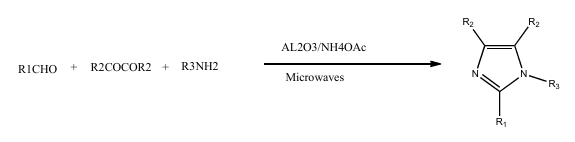 R2 R2
AL2O3/NH4OAc
R1CHO + R2COCOR2 + R3NH2
Microwaves
N N
R3
R1